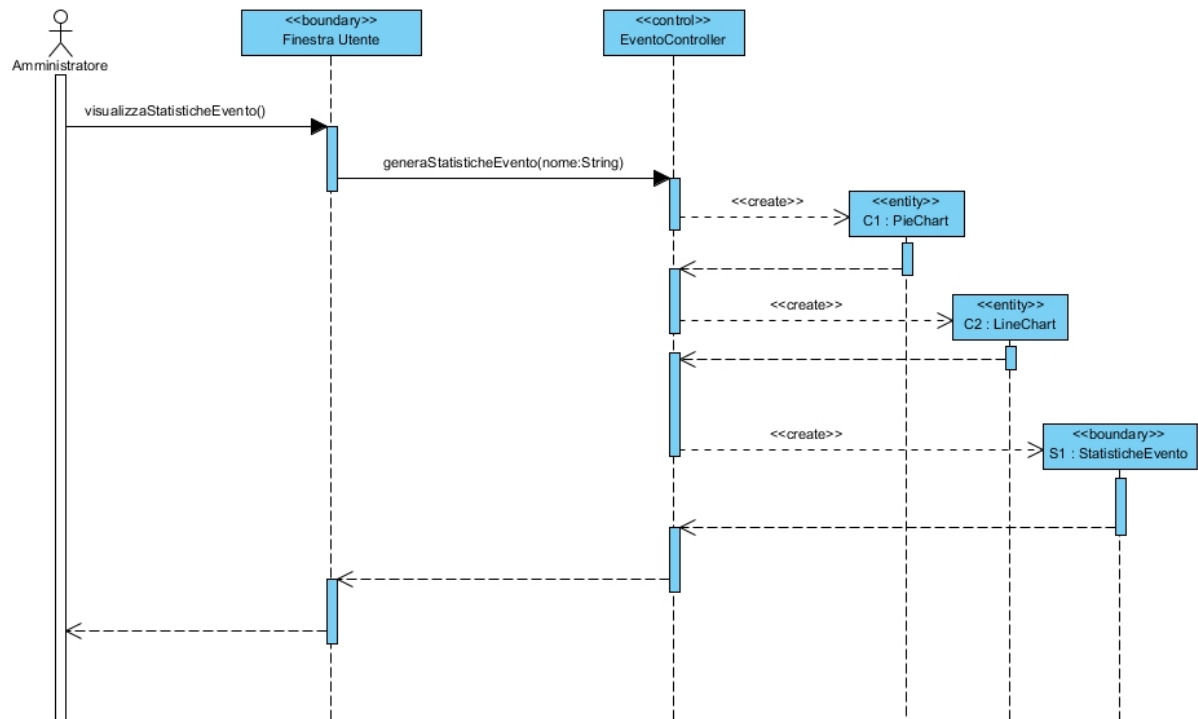 <<boundary>>
Finestra Utente
<<control>>
EventoController
Amministratore
visualizzaStatisticheEvento()
generaStatisticheEvento(nome:String)
<<create>>
<<entity>>
C1 : PieChart
<<create>>
<<entity>>
C2 : LineChart
<<create>>
<<boundary>>
S1 : StatisticheEvento